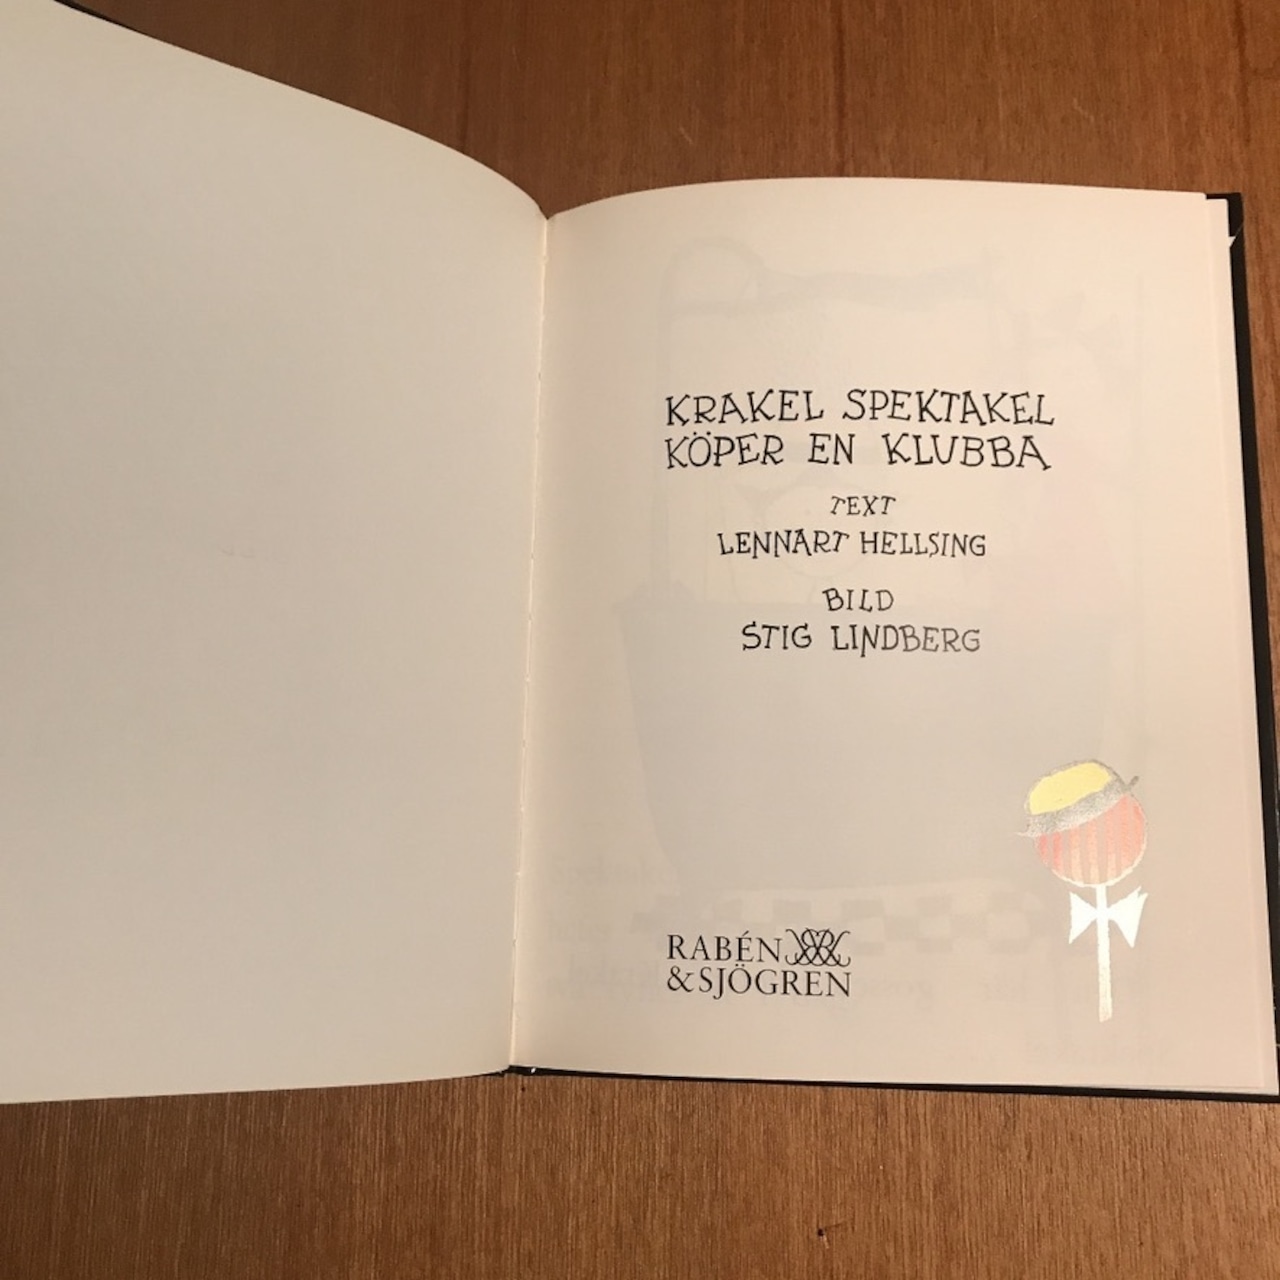 KRAKEL SPEKTAKEL
KÖPER EN KLUBBA
TEXT
LENNART HELLSING
BILD
STIG LINDBERG
RABÉN
& SJÖGREN